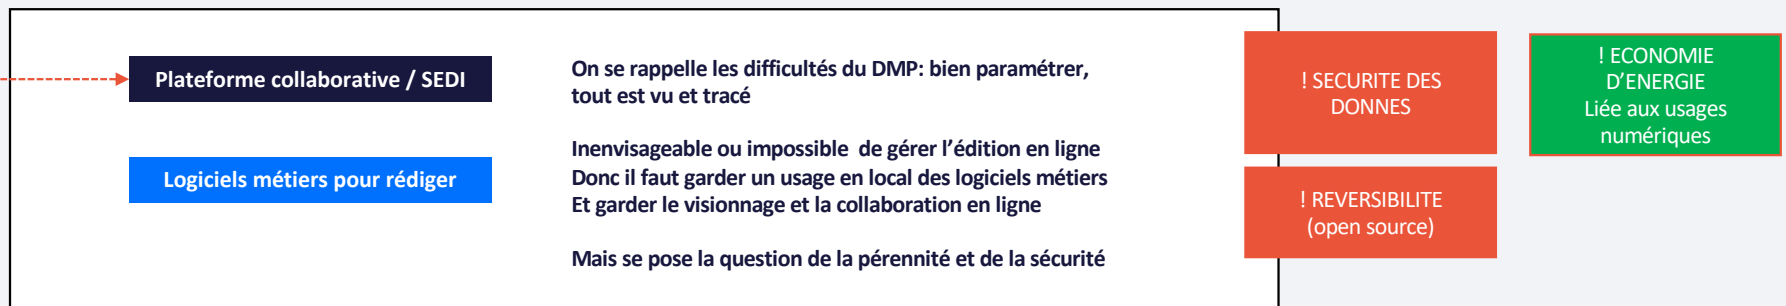 Plateforme collaborative / SEDI
On se rappelle les difficultés du DMP: bien paramétrer,
tout est vu et tracé
Logiciels métiers pour rédiger
Inenvisageable ou impossible  de gérer l’édition en ligne
Donc il faut garder un usage en local des logiciels métiers
Et garder le visionnage et la collaboration en ligne
Mais se pose la question de la pérennité et de la sécurité
! SECURITE DES
DONNES
! REVERSIBILITE
(open source)
! ECONOMIE
D’ENERGIE
Liée aux usages
numériques